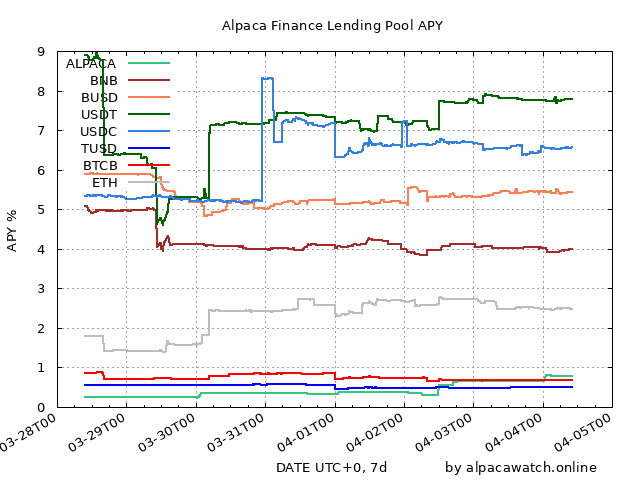 Alpaca Finance Lending Pool APY
9
8
7
6
5
4
3
2
1
0
APY %
ALPACA
BNB
BUSD
USDT
USDC
TUSD
BTCB
ETH
03-28T00
03-29T00
03-30T00
03-31T00
04-01T00
04-02T00
04-03T00
04-04T00
04-05T00
DATE UTC+0, 7d
by alpacawatch.online